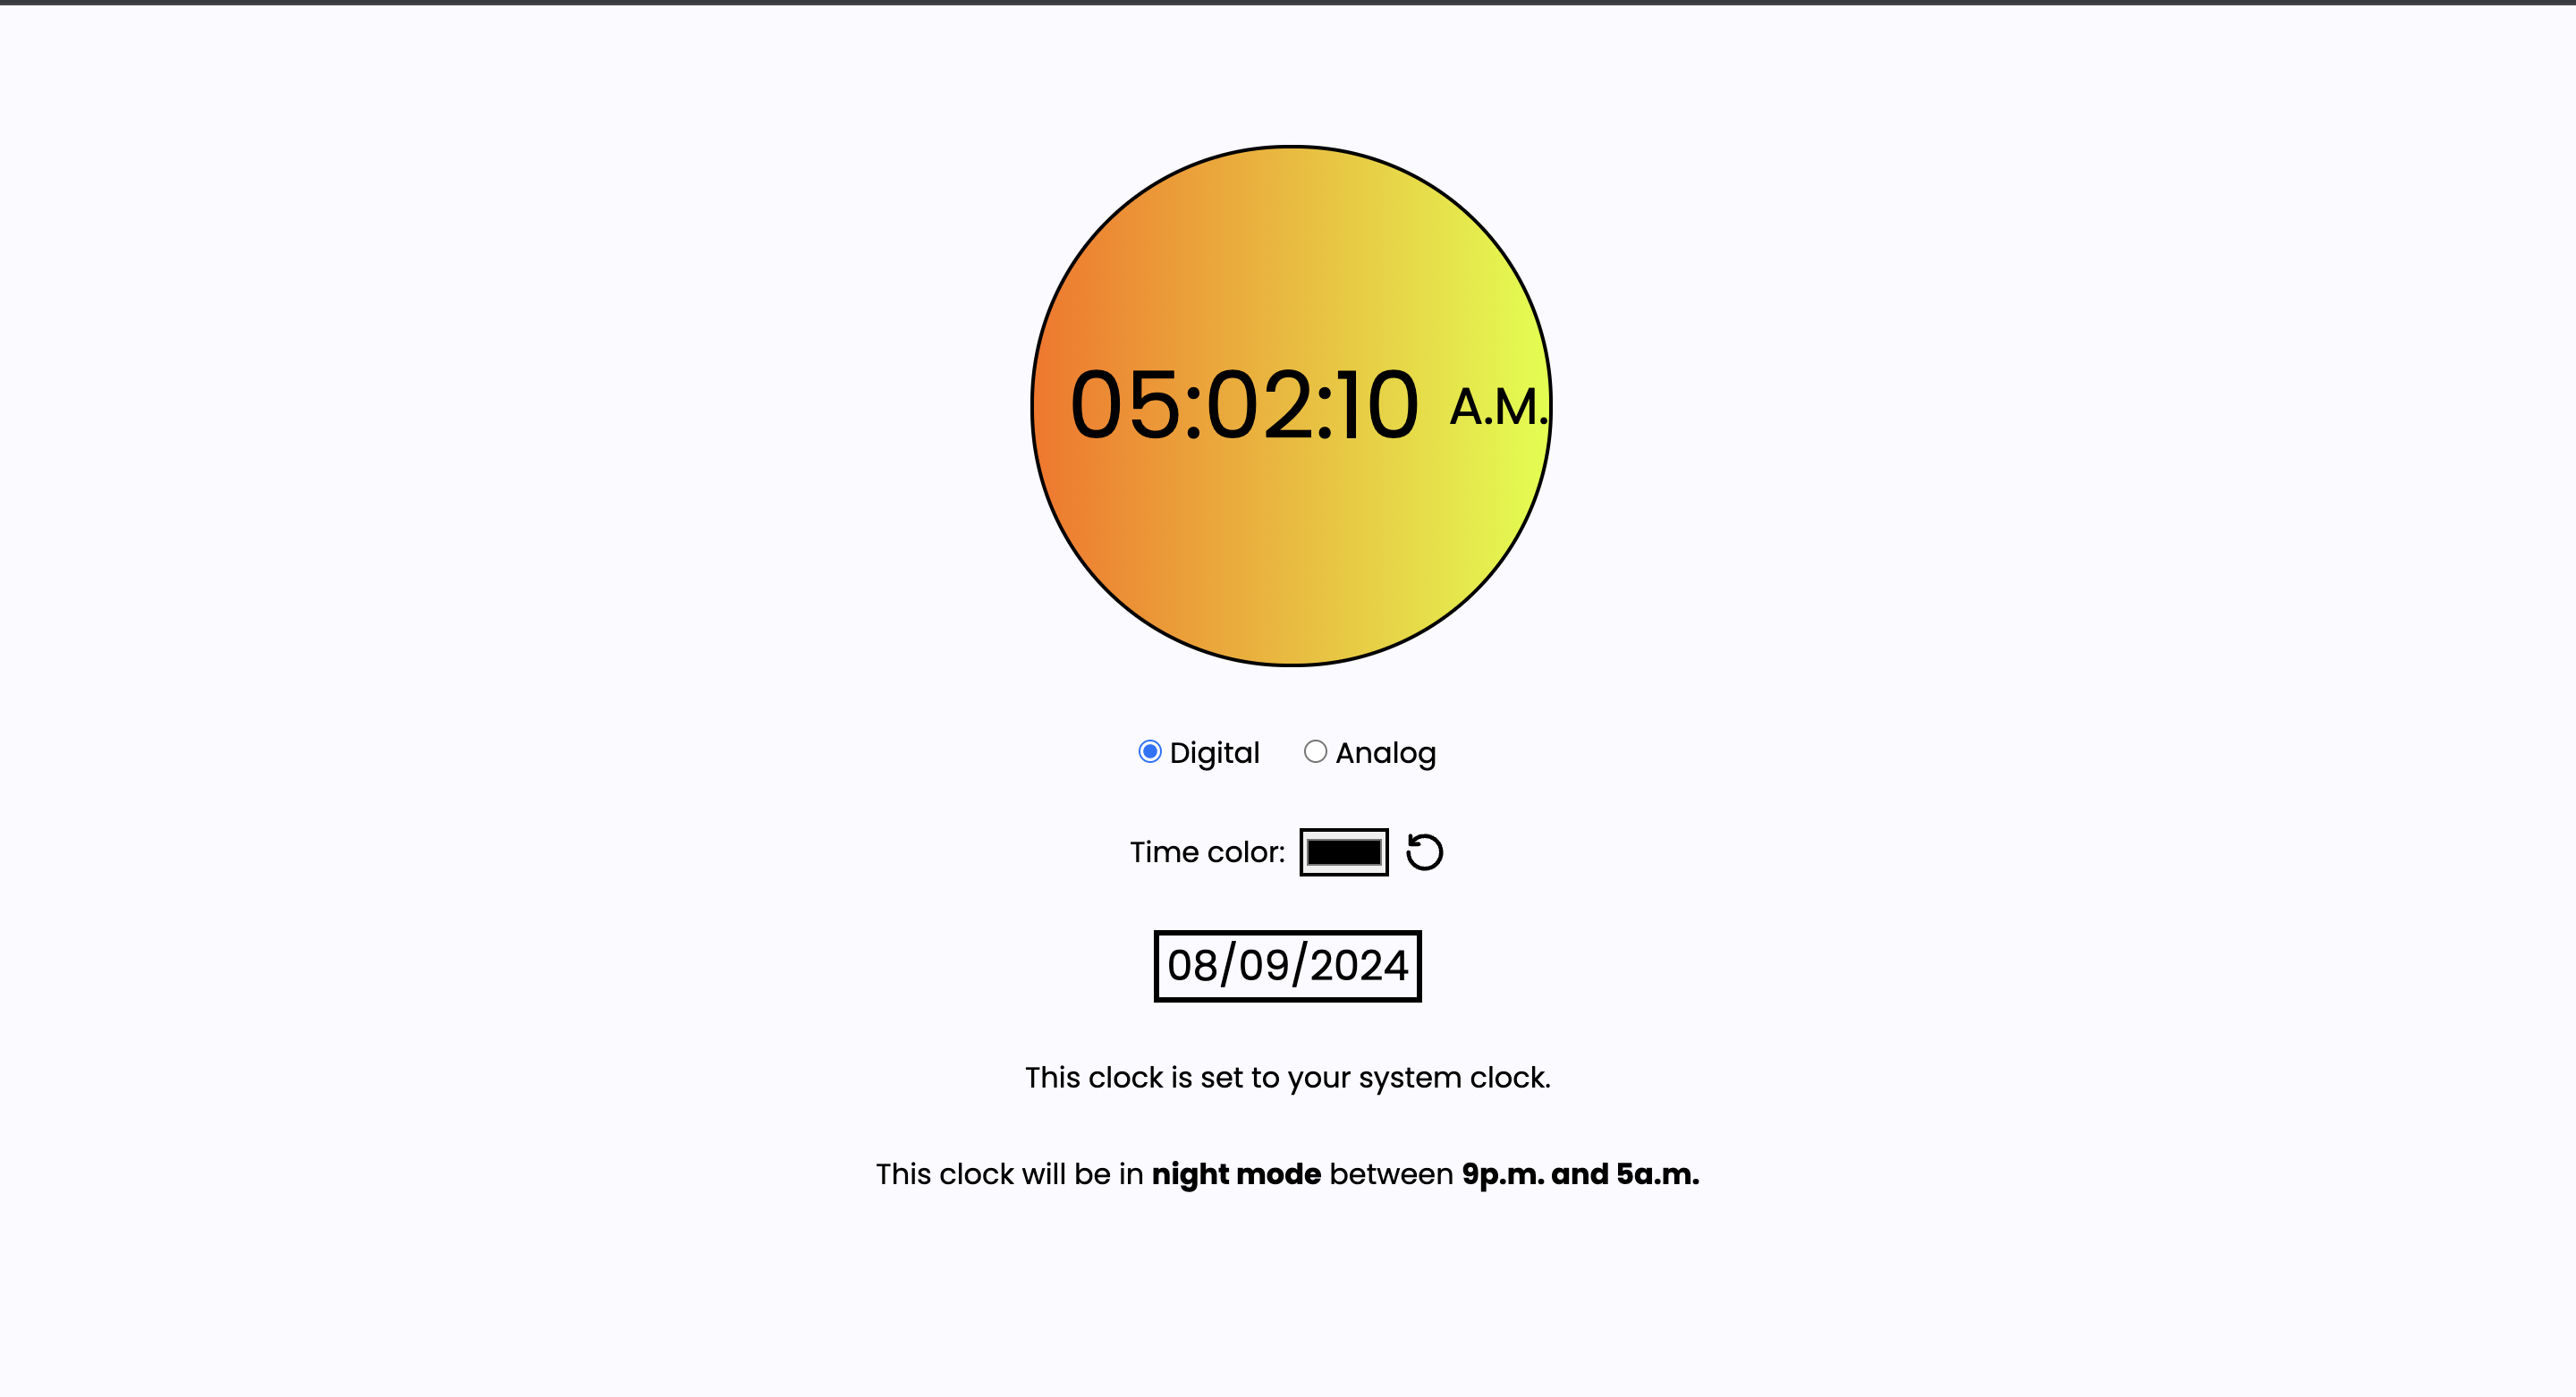 05:02:10 A.M.
Digital Analog
Time color:
08/09/2024
This clock is set to your system clock.
This clock will be in night mode between 9p.m. and 5a.m.